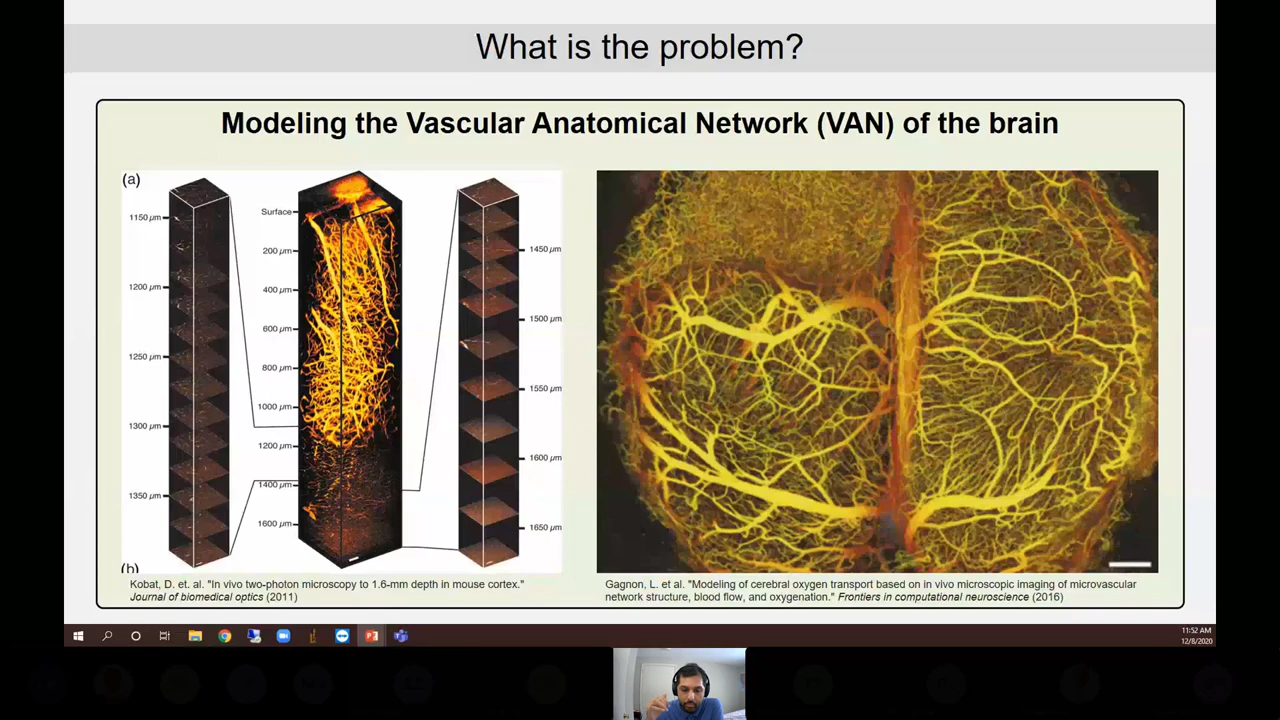 What is the problem?
Modeling the Vascular Anatomical Network (VAN) of the brain
(a)
1150 µm
1200 µm
1250 µm
1300 µm
1350 µm
(b)
Surface
200 µm
400 µm
600 µm
800 µm
1000 µm
1200 µm
1400 µm
1600 µm
1450 µm
1500 µm
1550 µm
1600 µm
1650 µm
Kobat, D. et. al. "In vivo two-photon microscopy to 1.6-mm depth in mouse cortex."
Journal of biomedical optics (2011)
Gagnon, L. et al. "Modeling of cerebral oxygen transport based on in vivo microscopic imaging of microvascular
network structure, blood flow, and oxygenation." Frontiers in computational neuroscience (2016)
11:52 AM
12/8/2020